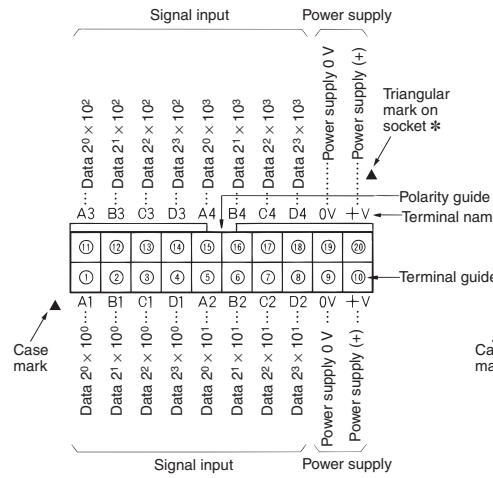 Signal input Power supply
Data 2⁰ × 10²
Data 2¹ × 10²
Data 2² × 10²
Data 2³ × 10²
Data 2⁰ × 10³
Data 2¹ × 10³
Data 2² × 10³
Data 2³ × 10³
Power supply 0 V
Power supply (+)
Triangular
mark on
socket *
Polarity guide
A3 B3 C3 D3 A4 B4 C4 D4 0V +V Terminal nam
⑪ ⑫ ⑬ ⑭ ⑮ ⑯ ⑰ ⑱ ⑲ ⑳
① ② ③ ④ ⑤ ⑥ ⑦ ⑧ ⑨ ⑩ Terminal guide
A1 B1 C1 D1 A2 B2 C2 D2 0V +V
Case
mark
Data 2⁰ × 10⁰
Data 2¹ × 10⁰
Data 2² × 10⁰
Data 2³ × 10⁰
Data 2⁰ × 10¹
Data 2¹ × 10¹
Data 2² × 10¹
Data 2³ × 10¹
Power supply 0 V
Power supply (+)
Ca
ma
Signal input Power supply